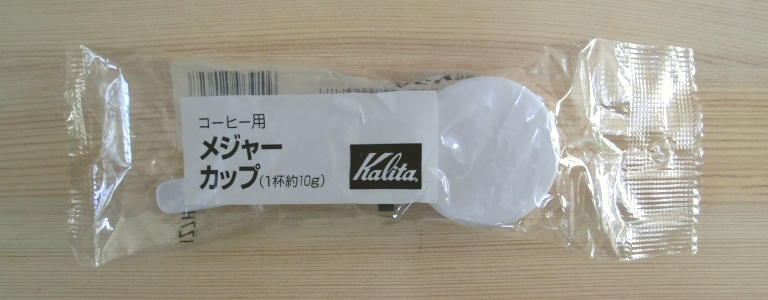 コーヒー用
メジャー
カップ(1杯約10g)
Kalita